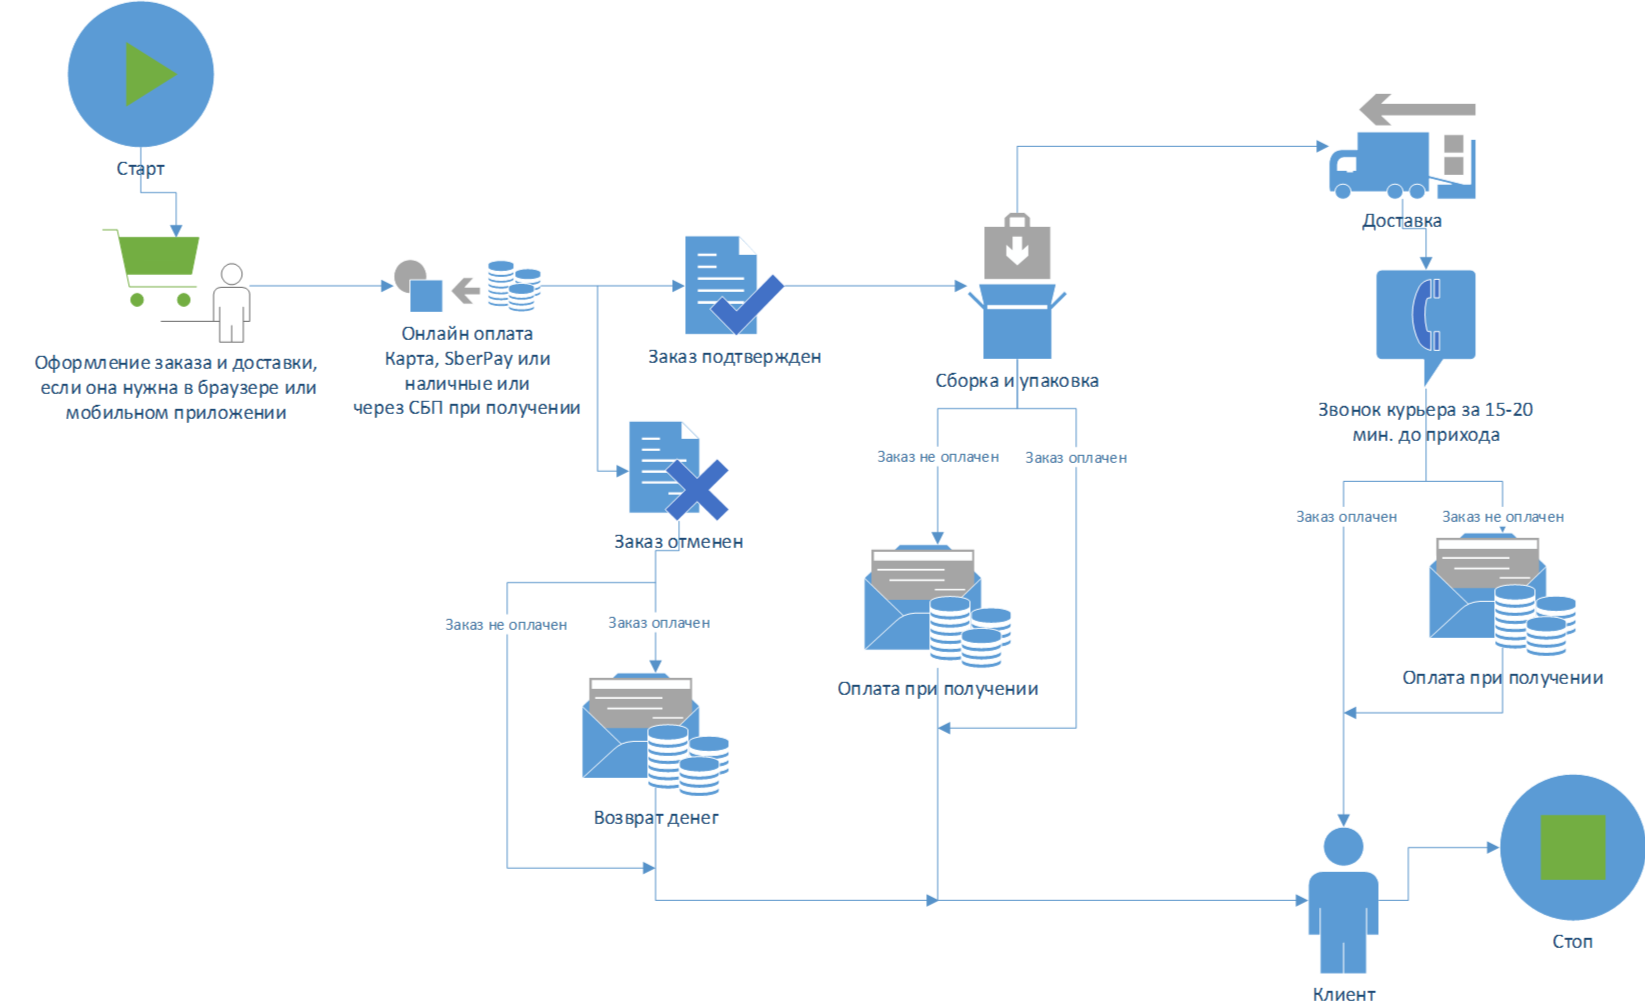 Старт
Оформление заказа и доставки,
если она нужна в браузере или
мобильном приложении
Онлайн оплата
Карта, SberPay или
наличные или
через СБП при получении
Заказ подтвержден
Заказ отменен
Заказ не оплачен
Заказ оплачен
Возврат денег
Сборка и упаковка
Заказ не оплачен
Заказ оплачен
Оплата при получении
Доставка
Звонок курьера за 15-20
мин. до прихода
Заказ оплачен
Заказ не оплачен
Оплата при получении
Клиент
Стоп